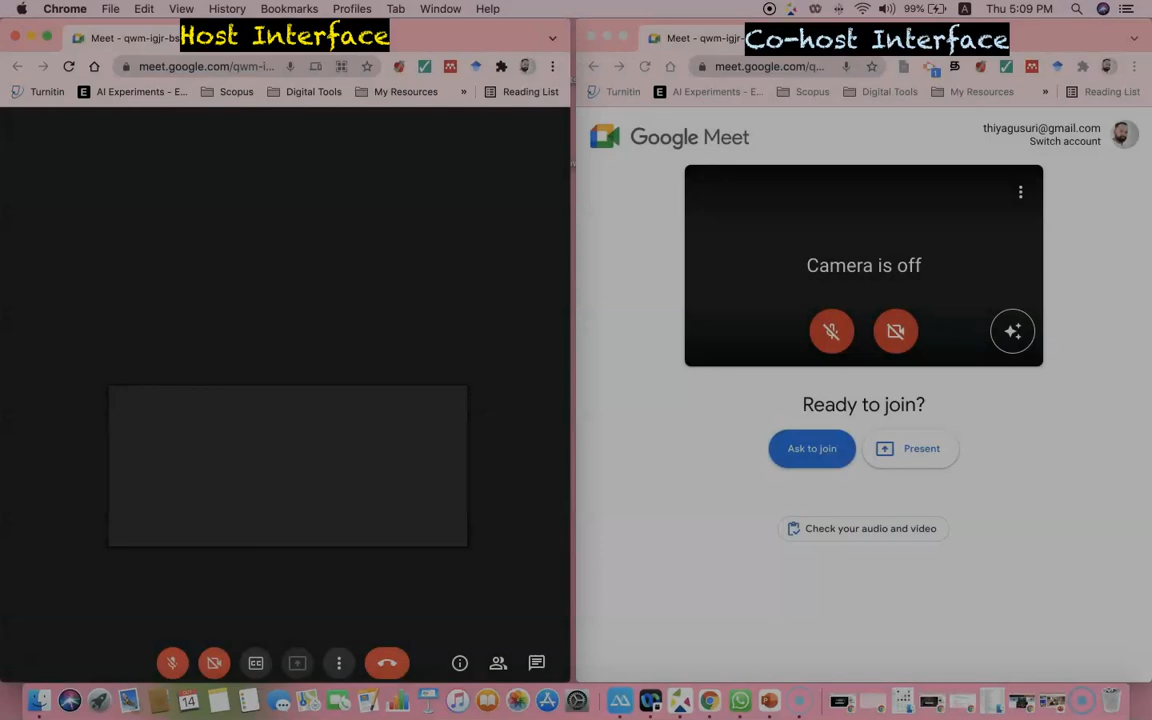 Chrome File Edit View History Bookmarks Profiles Tab Window Help
99% A Thu 5:09 PM
Host Interface
Co-host Interface
Meet - qwm-igjr-bs
Meet - qwm-igjr-
meet.google.com/qwm-i...
meet.google.com/q...
Turnitin
E AI Experiments - E...
Scopus
Digital Tools
My Resources
»
Reading List
Turnitin
E AI Experiments - E...
Scopus
Digital Tools
My Resources
»
Reading List
Google Meet
thiyagusuri@gmail.com
Switch account
Camera is off
Ready to join?
Ask to join
Present
Check your audio and video
CC
14